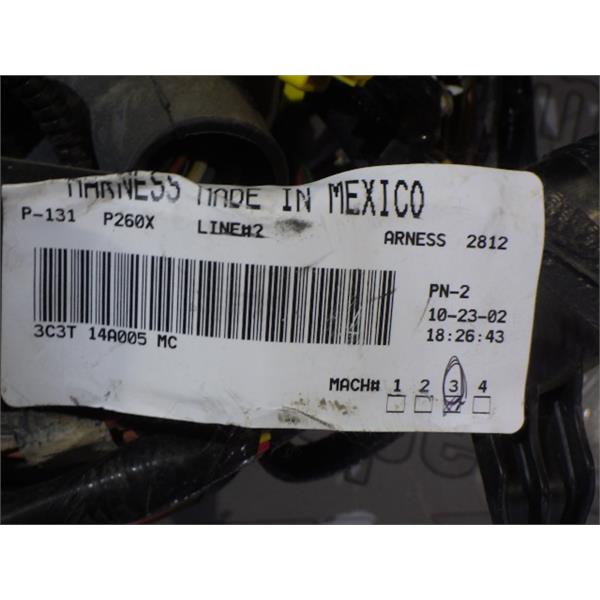 HARNESS MADE IN MEXICO
P-131 P260X LINE#2 ARNESS 2812
PN-2
10-23-02
18:26:43
3C3T 14A005 MC
MACH# 1 2 3 4